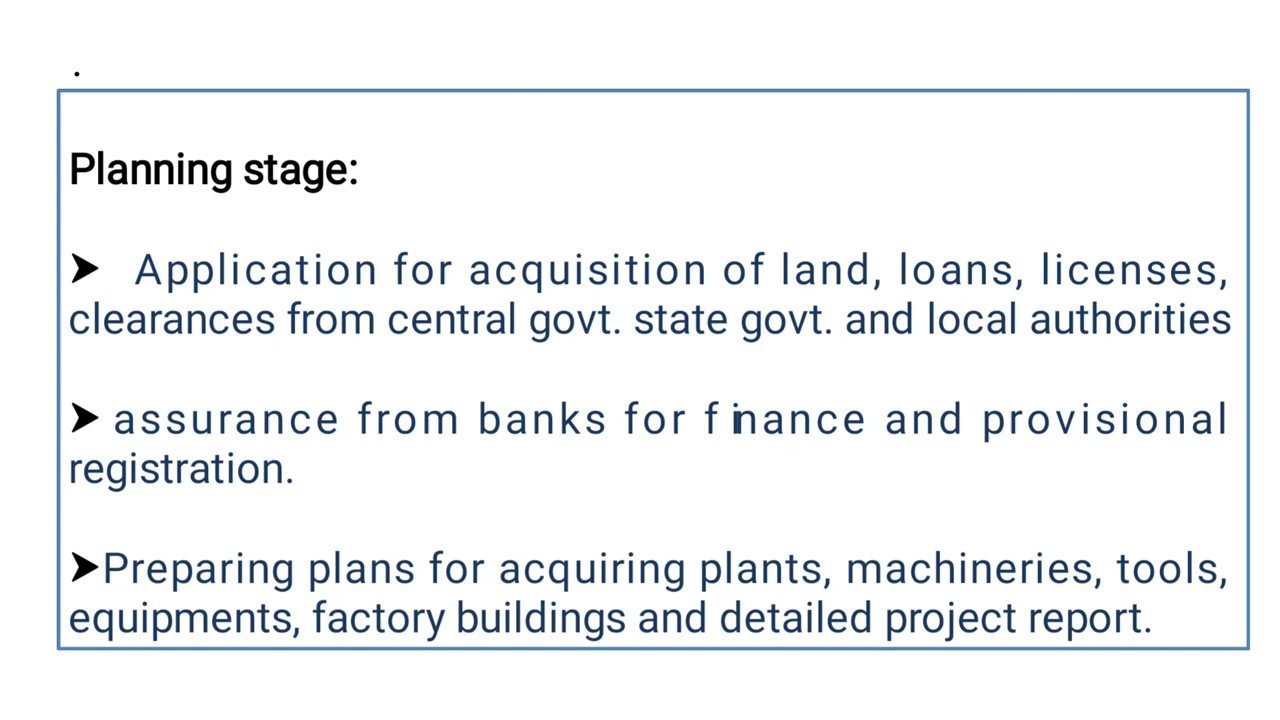 .
Planning stage:
➤ Application for acquisition of land, loans, licenses,
clearances from central govt. state govt. and local authorities
➤ assurance from banks for finance and provisional
registration.
➤Preparing plans for acquiring plants, machineries, tools,
equipments, factory buildings and detailed project report.